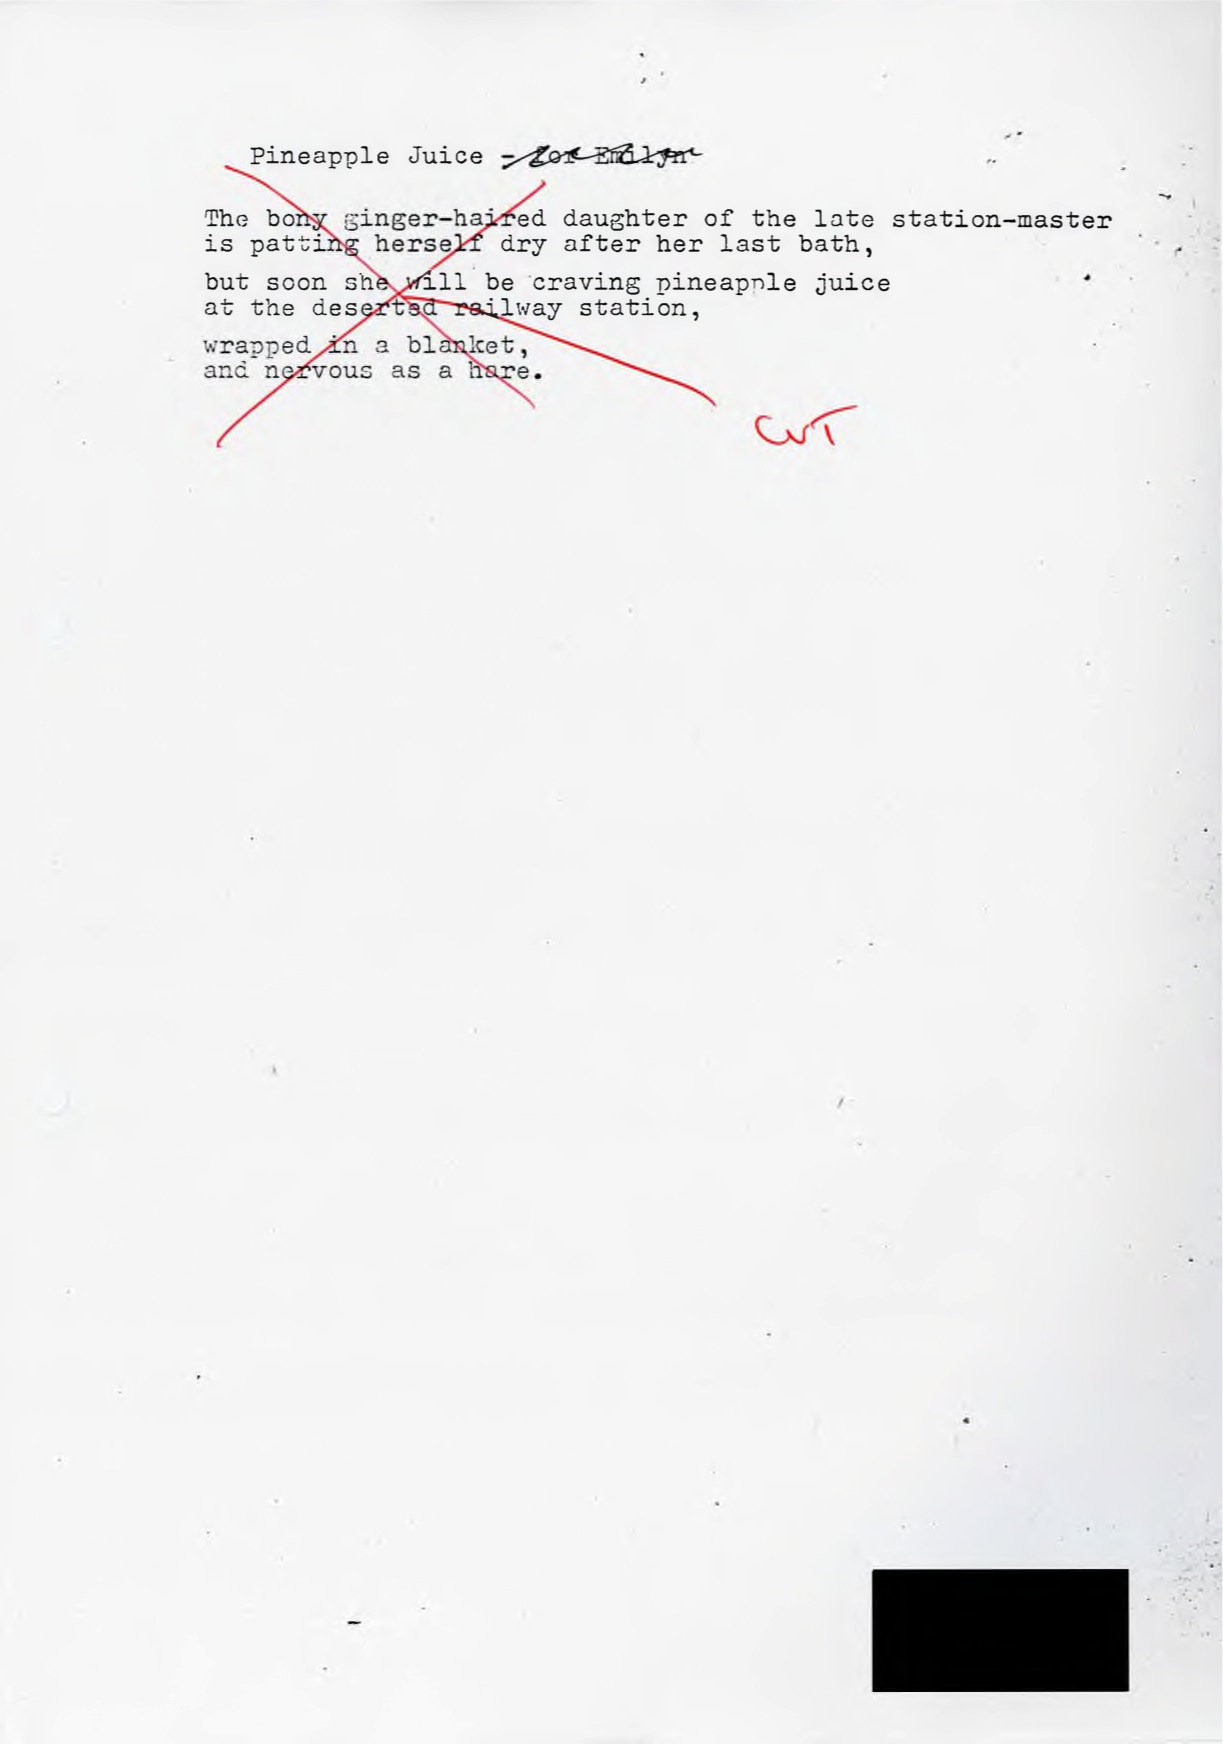 Pineapple Juice - for Emilyn
The bony ginger-haired daughter of the late station-master
is patting herself dry after her last bath,
but soon she will be craving pineapple juice
at the deserted railway station,
wrapped in a blanket,
and nervous as a hare.
CUT